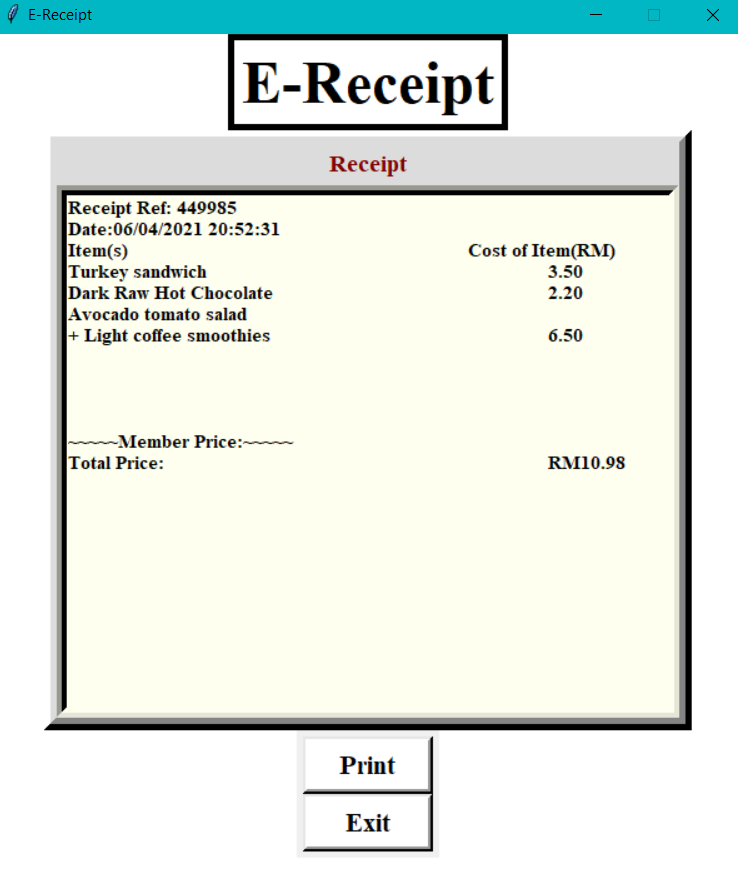 E-Receipt
E-Receipt
Receipt
Receipt Ref: 449985
Date:06/04/2021 20:52:31
Item(s) Cost of Item(RM)
Turkey sandwich 3.50
Dark Raw Hot Chocolate 2.20
Avocado tomato salad
+ Light coffee smoothies 6.50
~~~~~Member Price:~~~~~
Total Price: RM10.98
Print
Exit